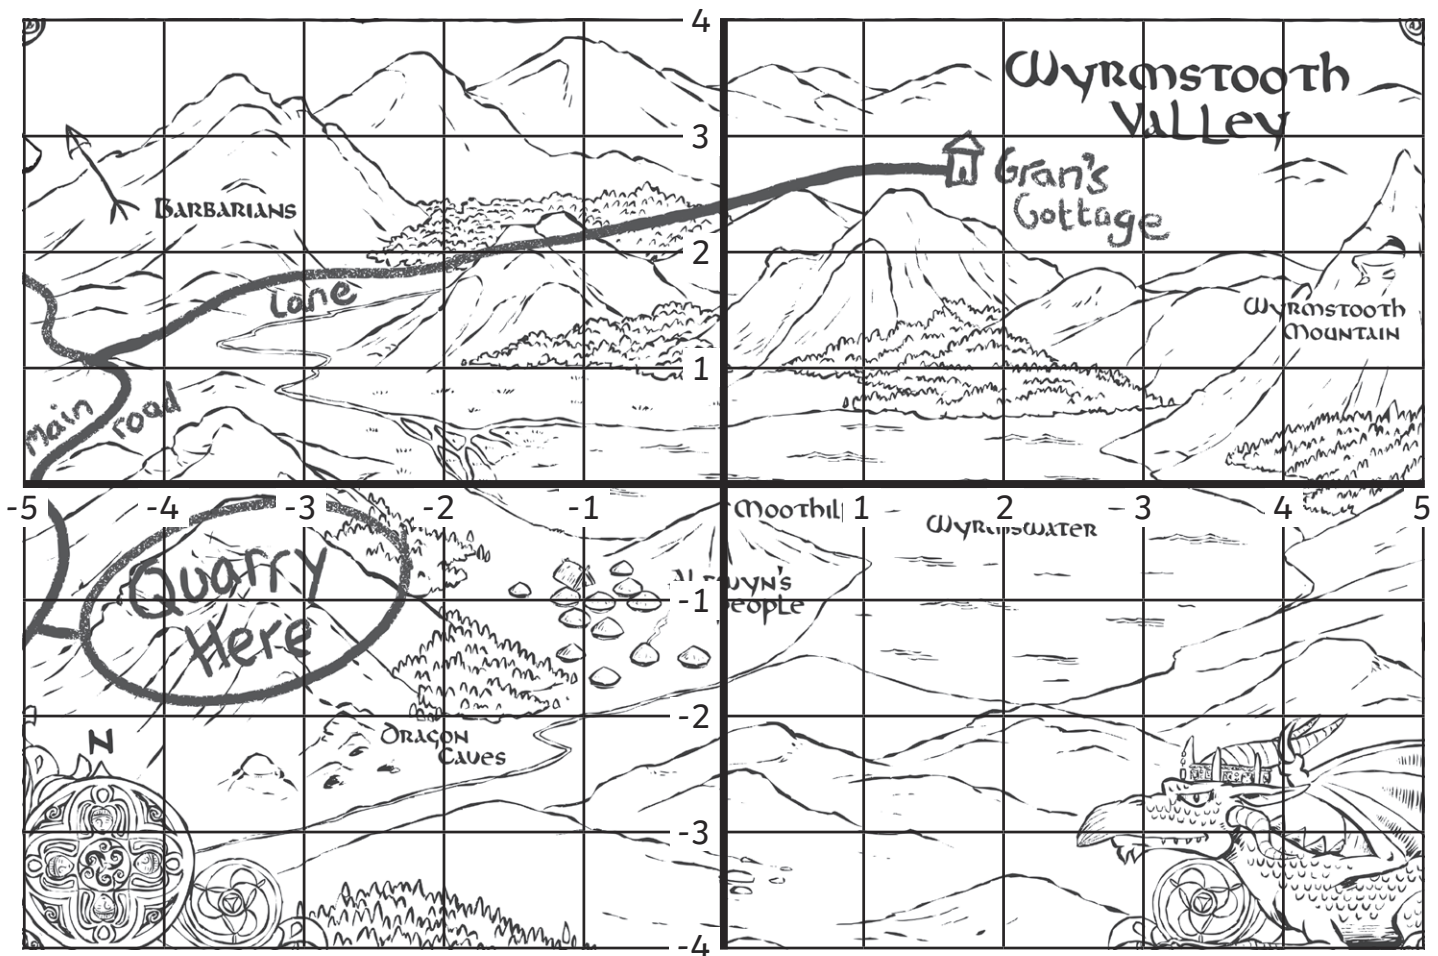 4
Wyrmstooth
Valley
3
Gran's
Cottage
Barbarians
2
Lane
Wyrmstooth
Mountain
1
Main
road
-5 -4 -3 -2 -1 1 2 3 4 5
Moothill
Wyrmswater
Quarry
Here
-1
People
-2
N
Dragon
Caves
-3
-4